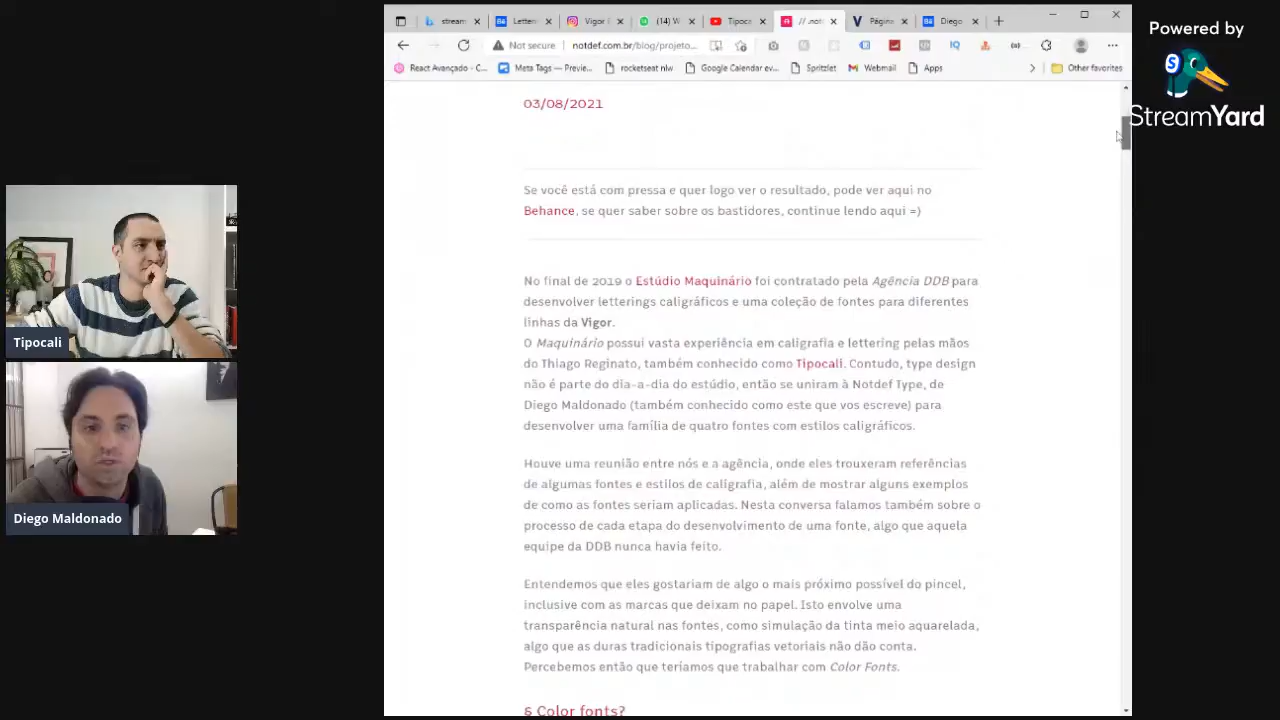 stream
Letteri
Vigor (
(14) W
Tipoca
// .noto
Página
Diego
Not secure
notdef.com.br/blog/projeto...
React Avançado - C...
Meta Tags — Previe...
rocketseat nlw
Google Calendar ev...
Spritzlet
Webmail
Apps
Other favorites
Powered by
StreamYard
03/08/2021
Se você está com pressa e quer logo ver o resultado, pode ver aqui no
Behance, se quer saber sobre os bastidores, continue lendo aqui =)
No final de 2019 o Estúdio Maquinário foi contratado pela Agência DDB para
desenvolver letterings caligráficos e uma coleção de fontes para diferentes
linhas da Vigor.
O Maquinário possui vasta experiência em caligrafia e lettering pelas mãos
do Thiago Reginato, também conhecido como Tipocali. Contudo, type design
não é parte do dia-a-dia do estúdio, então se uniram à Notdef Type, de
Diego Maldonado (também conhecido como este que vos escreve) para
desenvolver uma família de quatro fontes com estilos caligráficos.
Houve uma reunião entre nós e a agência, onde eles trouxeram referências
de algumas fontes e estilos de caligrafia, além de mostrar alguns exemplos
de como as fontes seriam aplicadas. Nesta conversa falamos também sobre o
processo de cada etapa do desenvolvimento de uma fonte, algo que aquela
equipe da DDB nunca havia feito.
Entendemos que eles gostariam de algo o mais próximo possível do pincel,
inclusive com as marcas que deixam no papel. Isto envolve uma
transparência natural nas fontes, como simulação da tinta meio aquarelada,
algo que as duras tradicionais tipografias vetoriais não dão conta.
Percebemos então que teríamos que trabalhar com Color Fonts.
§ Color fonts?
Tipocali
Diego Maldonado